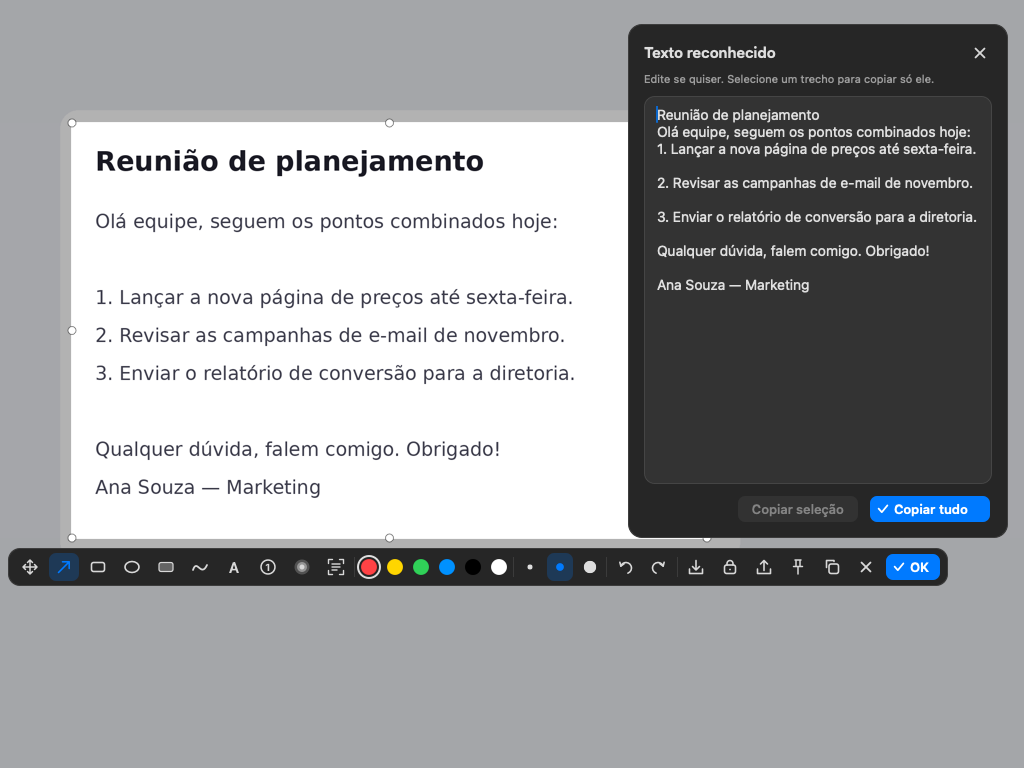 Texto reconhecido
Edite se quiser. Selecione um trecho para copiar só ele.
Reunião de planejamento
Olá equipe, seguem os pontos combinados hoje:
1. Lançar a nova página de preços até sexta-feira.
2. Revisar as campanhas de e-mail de novembro.
3. Enviar o relatório de conversão para a diretoria.
Qualquer dúvida, falem comigo. Obrigado!
Ana Souza — Marketing
Reunião de planejamento
Olá equipe, seguem os pontos combinados hoje:
1. Lançar a nova página de preços até sexta-feira.
2. Revisar as campanhas de e-mail de novembro.
3. Enviar o relatório de conversão para a diretoria.
Qualquer dúvida, falem comigo. Obrigado!
Ana Souza — Marketing
Copiar seleção
Copiar tudo
A
1
OK